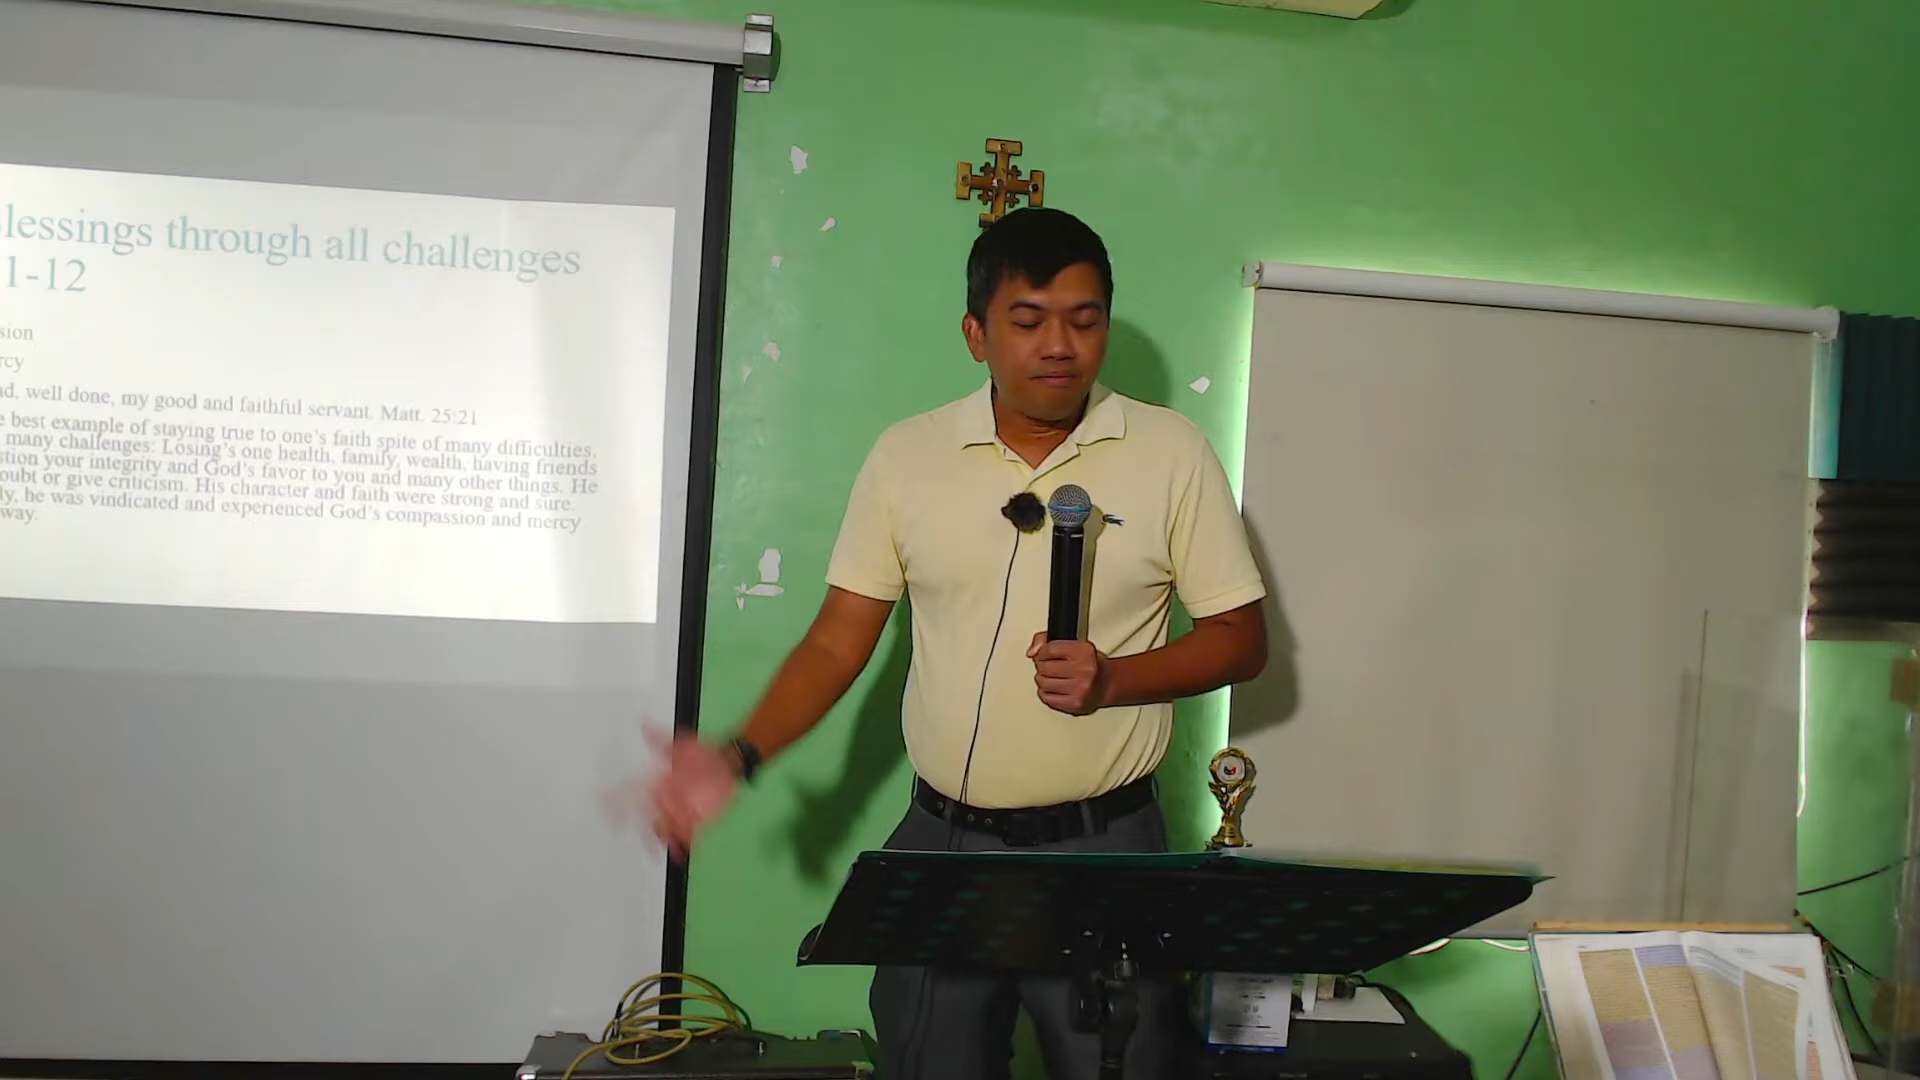 lessings through all challenges
1-12
sion
rcy
d, well done, my good and faithful servant. Matt. 25:21
e best example of staying true to one's faith spite of many difficulties.
many challenges: Losing's one health, family, wealth, having friends
stion your integrity and God's favor to you and many other things. He
oubt or give criticism. His character and faith were strong and sure.
ly, he was vindicated and experienced God's compassion and mercy
way.